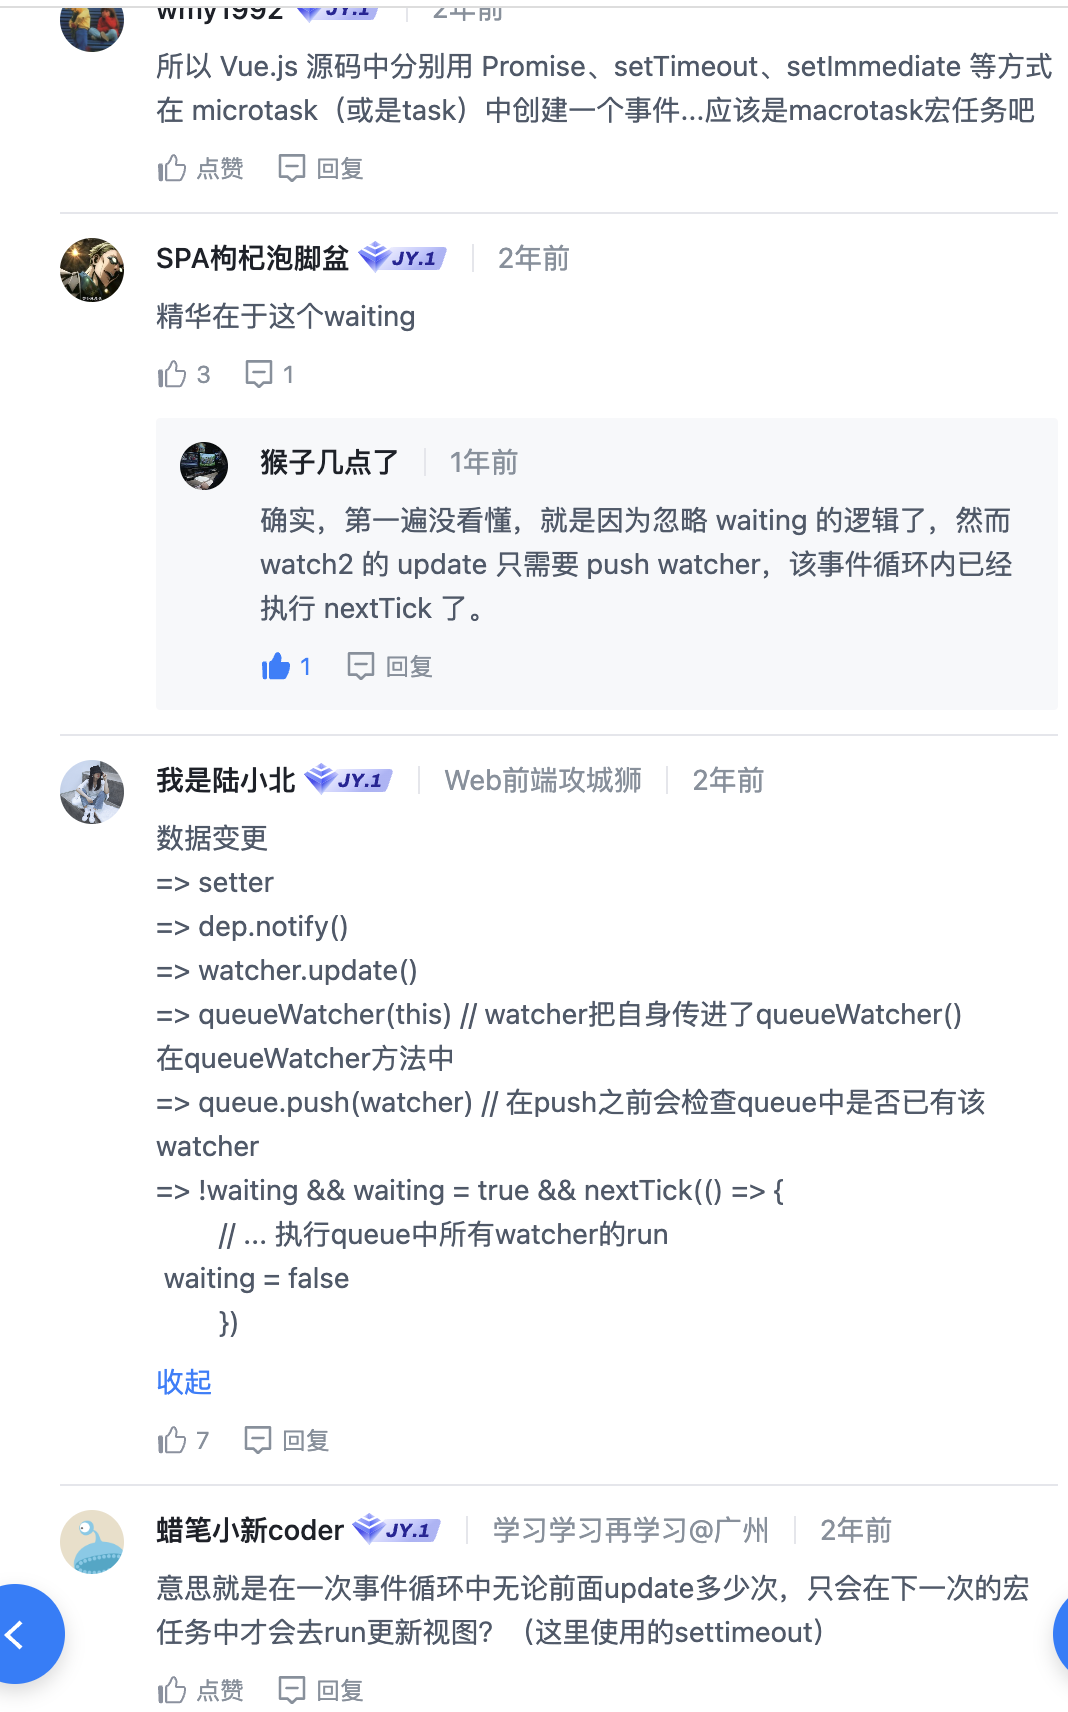 wmy1992 JY.1 2年前
所以 Vue.js 源码中分别用 Promise、setTimeout、setImmediate 等方式
在 microtask（或是task）中创建一个事件...应该是macrotask宏任务吧
点赞 回复
SPA枸杞泡脚盆 JY.1 2年前
精华在于这个waiting
3 1
猴子几点了 1年前
确实，第一遍没看懂，就是因为忽略 waiting 的逻辑了，然而
watch2 的 update 只需要 push watcher，该事件循环内已经
执行 nextTick 了。
1 回复
我是陆小北 JY.1 Web前端攻城狮 2年前
数据变更
=> setter
=> dep.notify()
=> watcher.update()
=> queueWatcher(this) // watcher把自身传进了queueWatcher()
在queueWatcher方法中
=> queue.push(watcher) // 在push之前会检查queue中是否已有该
watcher
=> !waiting && waiting = true && nextTick(() => {
// ... 执行queue中所有watcher的run
waiting = false
})
收起
7 回复
蜡笔小新coder JY.1 学习学习再学习@广州 2年前
意思就是在一次事件循环中无论前面update多少次，只会在下一次的宏
任务中才会去run更新视图？（这里使用的settimeout）
点赞 回复